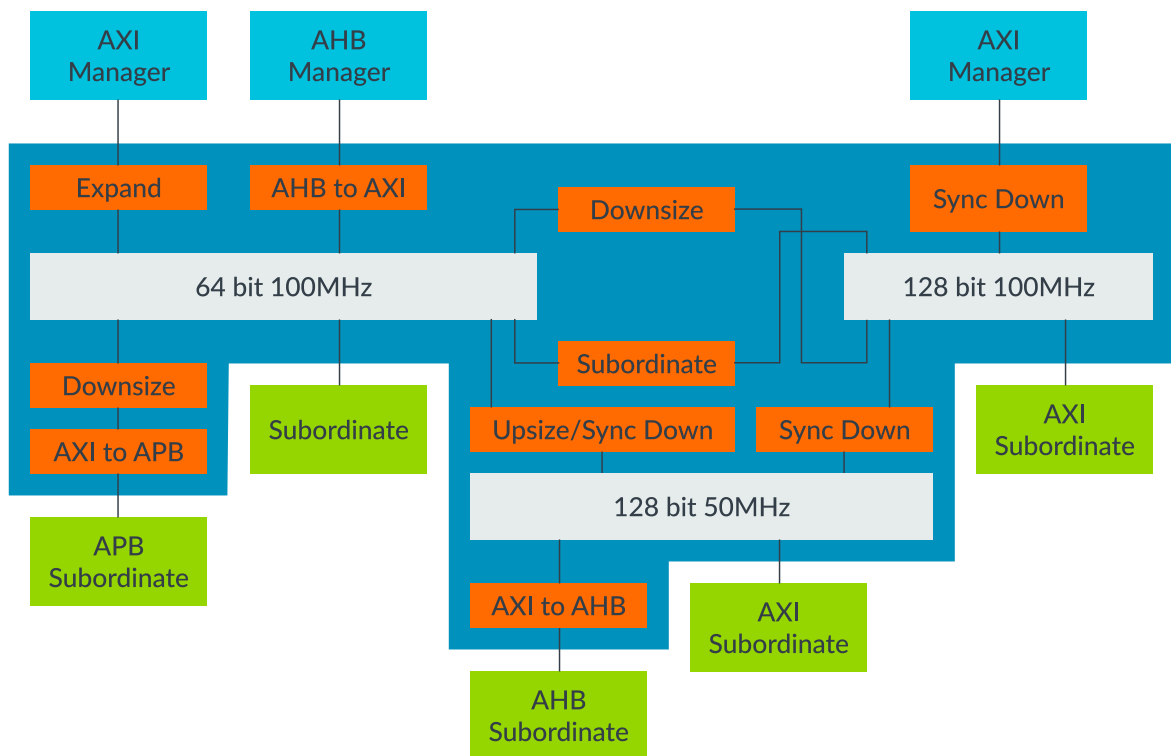 AXI
Manager
AHB
Manager
AXI
Manager
Expand
AHB to AXI
Downsize
Sync Down
64 bit 100MHz
128 bit 100MHz
Subordinate
Downsize
Subordinate
AXI
Subordinate
Upsize/Sync Down
Sync Down
AXI to APB
128 bit 50MHz
APB
Subordinate
AXI to AHB
AXI
Subordinate
AHB
Subordinate